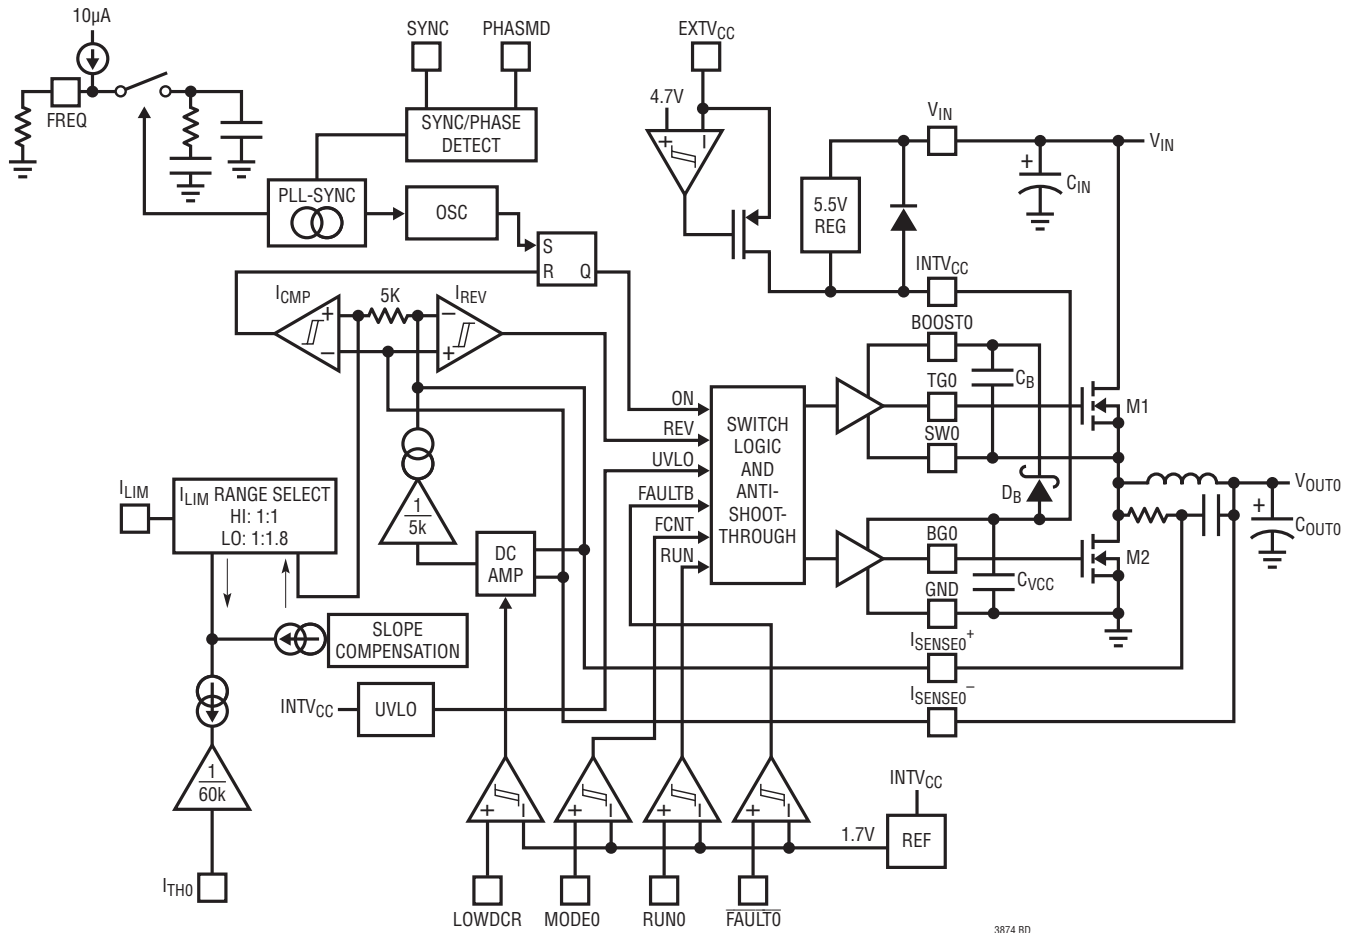 10µA
SYNC
PHASMD
EXTVCC
FREQ
4.7V
SYNC/PHASE
DETECT
VIN
VIN
+
CIN
+
–
PLL-SYNC
OSC
5.5V
REG
S
R
Q
INTVCC
ICMP
5K
IREV
+
–
–
+
BOOST0
TG0
CB
M1
SW0
ON
REV
UVLO
FAULTB
FCNT
RUN
SWITCH
LOGIC
AND
ANTI-
SHOOT-
THROUGH
DB
VOUT0
+
COUT0
ILIM
ILIM RANGE SELECT
HI: 1:1
LO: 1:1.8
1
5k
DC
AMP
BG0
M2
CVCC
GND
ISENSE0+
SLOPE
COMPENSATION
ISENSE0–
INTVCC
UVLO
1
60k
+
–
+
–
+
–
+
–
INTVCC
1.7V
REF
ITH0
LOWDCR
MODE0
RUN0
FAULT0
3874 BD